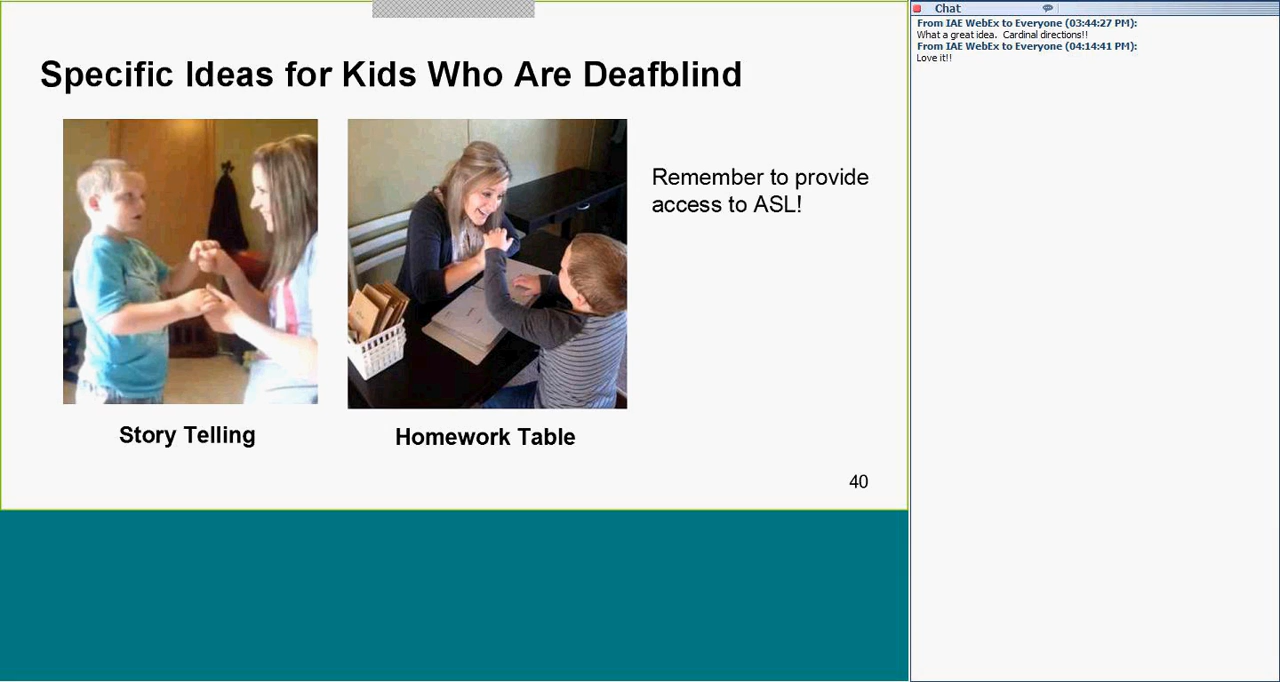 Specific Ideas for Kids Who Are Deafblind
Remember to provide
access to ASL!
Story Telling
Homework Table
40
Chat
From IAE WebEx to Everyone (03:44:27 PM):
What a great idea.  Cardinal directions!!
From IAE WebEx to Everyone (04:14:41 PM):
Love it!!